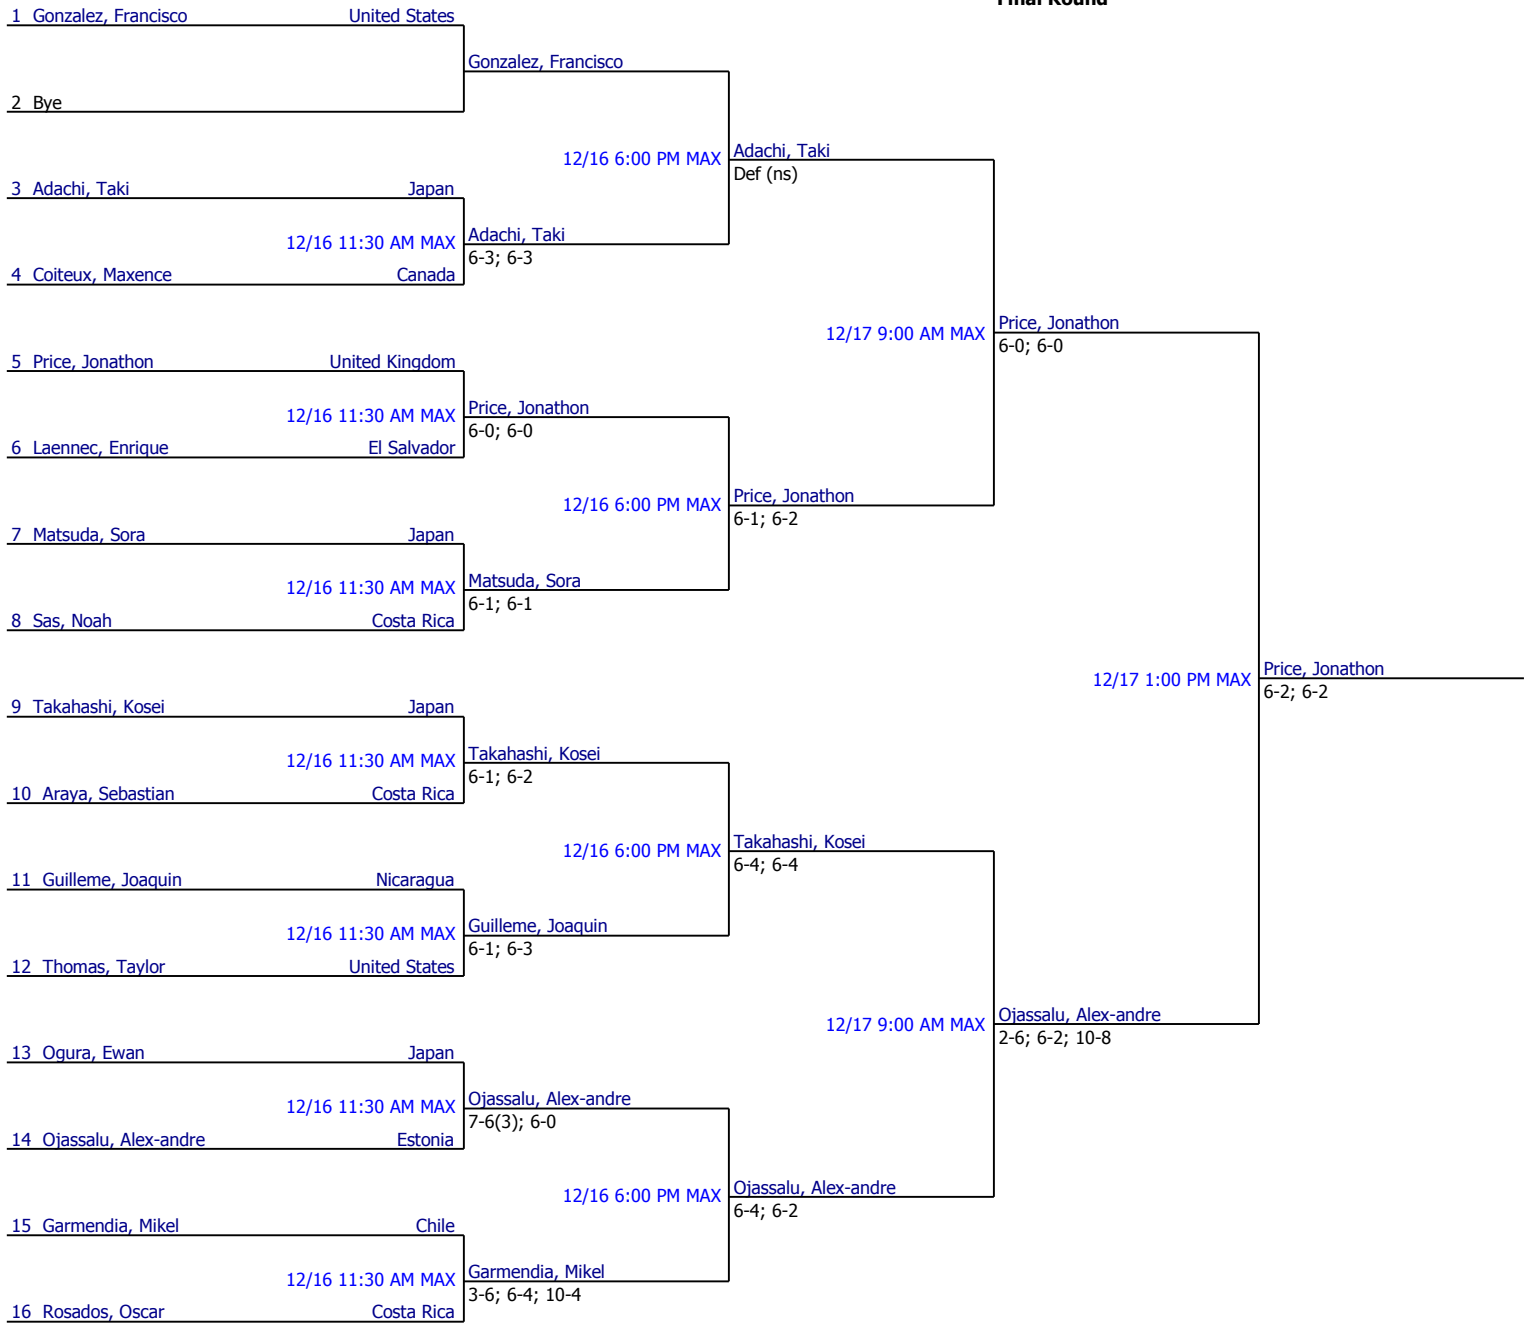 Final Round
1 Gonzalez, Francisco United States
Gonzalez, Francisco
2 Bye
12/16 6:00 PM MAX Adachi, Taki
Def (ns)
3 Adachi, Taki Japan
12/16 11:30 AM MAX Adachi, Taki
6-3; 6-3
4 Coiteux, Maxence Canada
12/17 9:00 AM MAX Price, Jonathon
6-0; 6-0
5 Price, Jonathon United Kingdom
12/16 11:30 AM MAX Price, Jonathon
6-0; 6-0
6 Laennec, Enrique El Salvador
12/16 6:00 PM MAX Price, Jonathon
6-1; 6-2
7 Matsuda, Sora Japan
12/16 11:30 AM MAX Matsuda, Sora
6-1; 6-1
8 Sas, Noah Costa Rica
12/17 1:00 PM MAX Price, Jonathon
6-2; 6-2
9 Takahashi, Kosei Japan
12/16 11:30 AM MAX Takahashi, Kosei
6-1; 6-2
10 Araya, Sebastian Costa Rica
12/16 6:00 PM MAX Takahashi, Kosei
6-4; 6-4
11 Guilleme, Joaquin Nicaragua
12/16 11:30 AM MAX Guilleme, Joaquin
6-1; 6-3
12 Thomas, Taylor United States
12/17 9:00 AM MAX Ojassalu, Alex-andre
2-6; 6-2; 10-8
13 Ogura, Ewan Japan
12/16 11:30 AM MAX Ojassalu, Alex-andre
7-6(3); 6-0
14 Ojassalu, Alex-andre Estonia
12/16 6:00 PM MAX Ojassalu, Alex-andre
6-4; 6-2
15 Garmendia, Mikel Chile
12/16 11:30 AM MAX Garmendia, Mikel
3-6; 6-4; 10-4
16 Rosados, Oscar Costa Rica